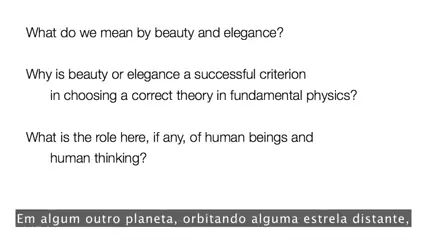 What do we mean by beauty and elegance?
Why is beauty or elegance a successful criterion
in choosing a correct theory in fundamental physics?
What is the role here, if any, of human beings and
human thinking?
Em algum outro planeta, orbitando alguma estrela distante,